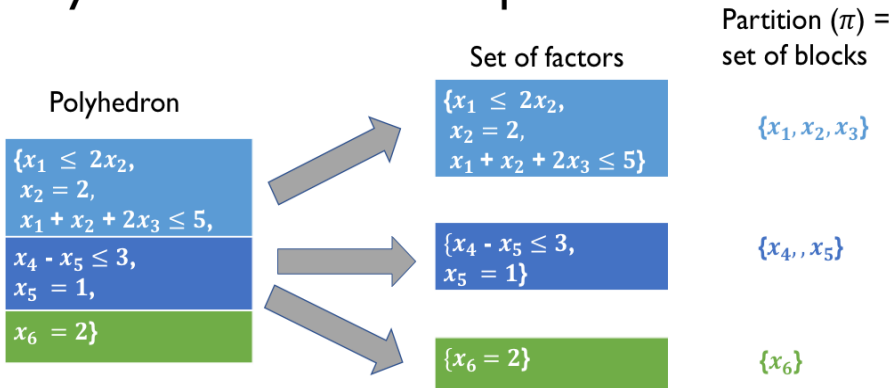 Partition (π) =
set of blocks
Set of factors
Polyhedron
{x₁ ≤ 2x₂,
x₂ = 2,
x₁ + x₂ + 2x₃ ≤ 5,
x₄ - x₅ ≤ 3,
x₅ = 1,
x₆ = 2}
{x₁ ≤ 2x₂,
x₂ = 2,
x₁ + x₂ + 2x₃ ≤ 5}
{x₄ - x₅ ≤ 3,
x₅ = 1}
{x₆ = 2}
{x₁, x₂, x₃}
{x₄,, x₅}
{x₆}